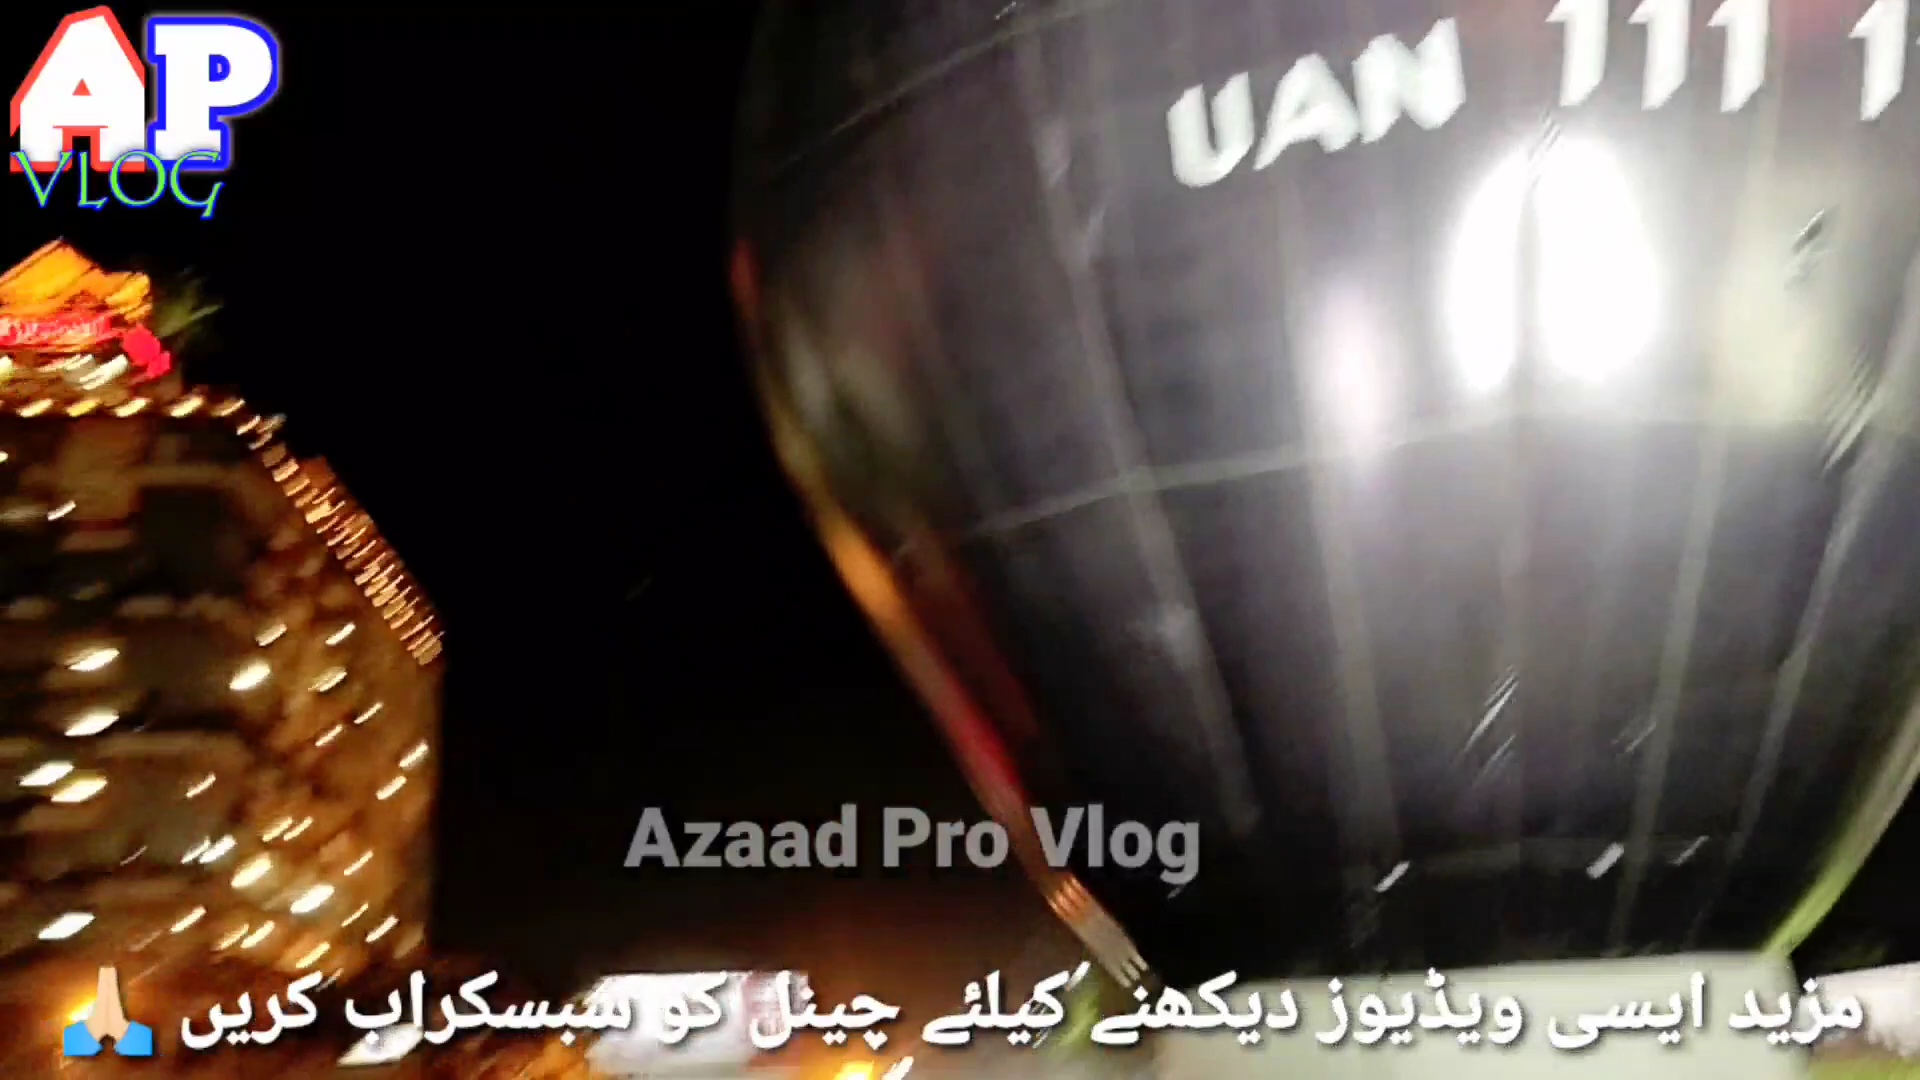 AP
VLOG
UAN 111 1
Azaad Pro Vlog
مزید ایسی ویڈیوز دیکھنے کیلئے چینل کو سبسکراب کریں 🙏